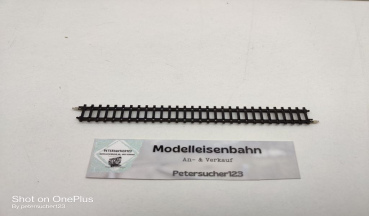 Modelleisenbahn
An- & Verkauf
Petersucher123
Shot on OnePlus
By petersucher123